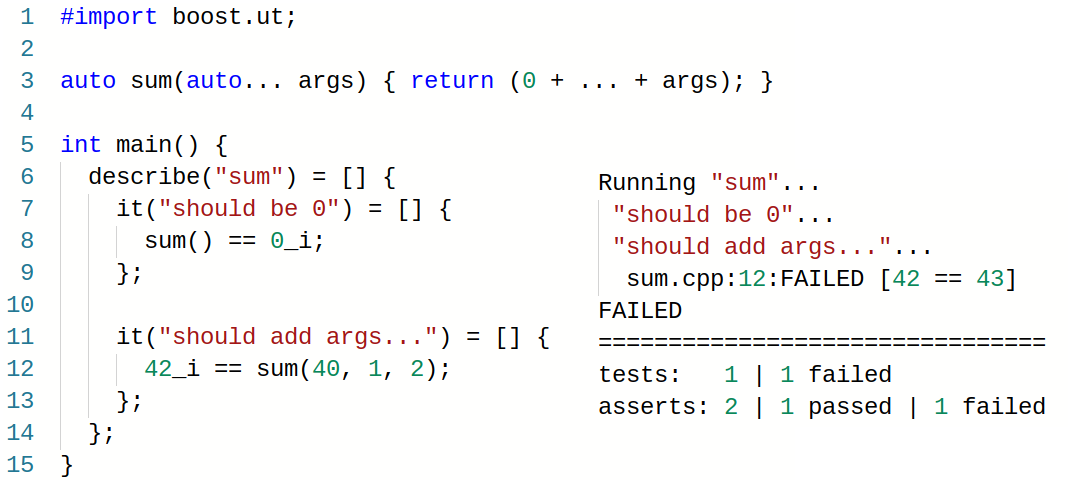 1 #import boost.ut;
2
3 auto sum(auto... args) { return (0 + ... + args); }
4
5 int main() {
6   describe("sum") = [] {
7     it("should be 0") = [] {
8       sum() == 0_i;
9     };
10
11     it("should add args...") = [] {
12       42_i == sum(40, 1, 2);
13     };
14   };
15 }
Running "sum"...
 "should be 0"...
 "should add args..."...
  sum.cpp:12:FAILED [42 == 43]
FAILED
================================
tests:   1 | 1 failed
asserts: 2 | 1 passed | 1 failed